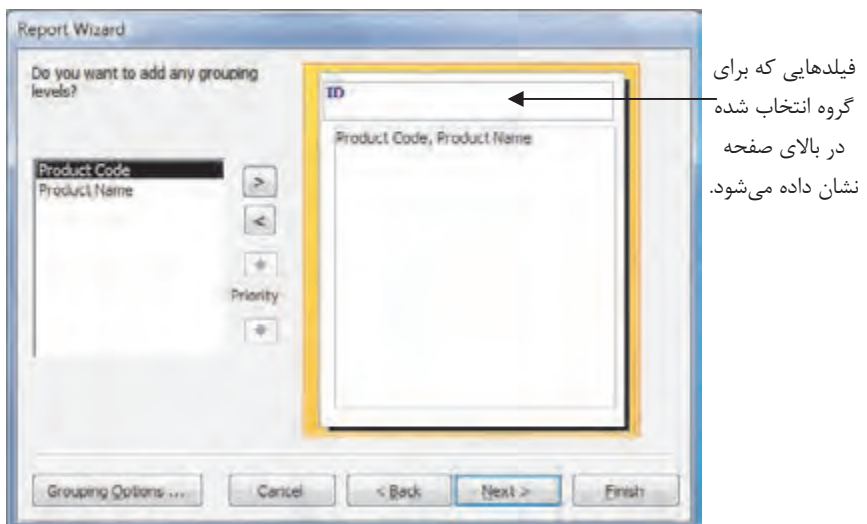 Report Wizard
Do you want to add any grouping
levels?
Product Code
Product Name
>
<
Priority
ID
Product Code, Product Name
Grouping Options ...
Cancel
< Back
Next >
Finish
فیلدهایی که برای
گروه انتخاب شده
در بالای صفحه
نشان داده می‌شود.